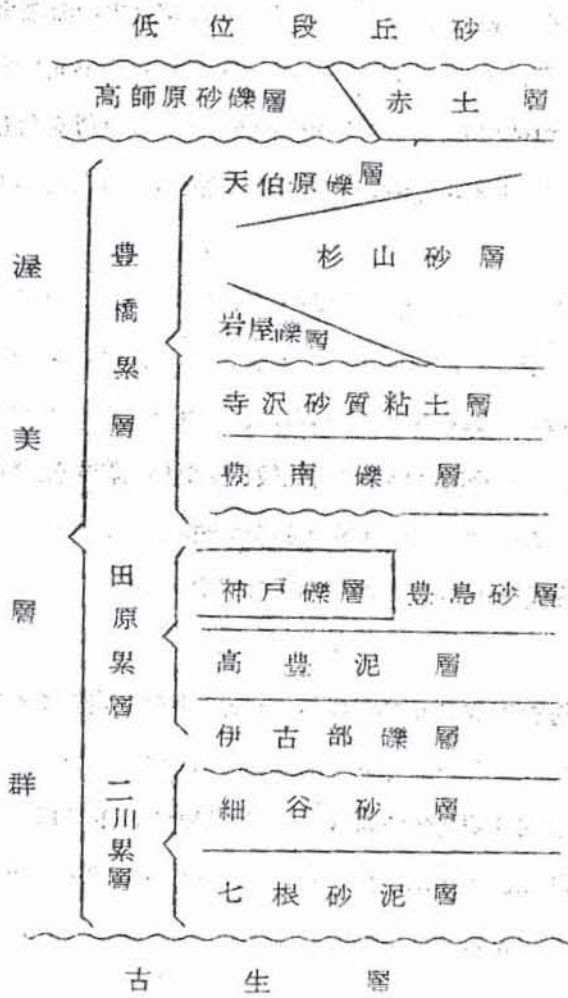 低位段丘砂
高師原砂礫層 赤土層
渥美層群
豊橋累層
天伯原礫層
杉山砂層
岩屋礫層
寺沢砂質粘土層
豊南礫層
田原累層
神戸礫層 豊島砂層
高豊泥層
伊古部礫層
二川累層
細谷砂層
七根砂泥層
古生層